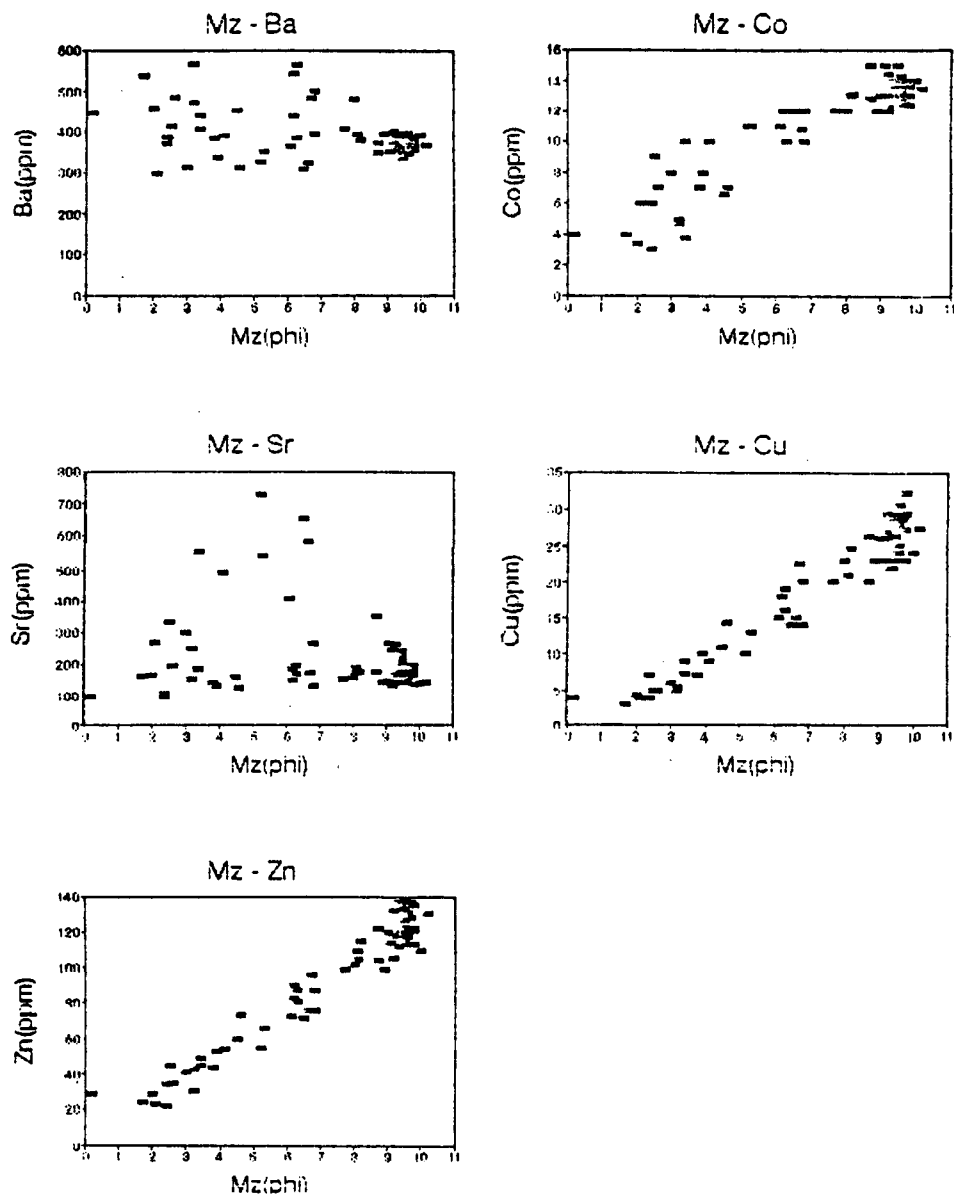 Mz - Ba
600
500
400
300
200
100
0
Ba(ppm)
0 1 2 3 4 5 6 7 8 9 10 11
Mz(phi)
Mz - Co
16
14
12
10
8
6
4
2
0
Co(ppm)
0 1 2 3 4 5 6 7 8 9 10 11
Mz(phi)
Mz - Sr
800
700
600
500
400
300
200
100
0
Sr(ppm)
0 1 2 3 4 5 6 7 8 9 10 11
Mz(phi)
Mz - Cu
35
30
25
20
15
10
5
0
Cu(ppm)
0 1 2 3 4 5 6 7 8 9 10 11
Mz(phi)
Mz - Zn
140
120
100
80
60
40
20
0
Zn(ppm)
0 1 2 3 4 5 6 7 8 9 10 11
Mz(phi)